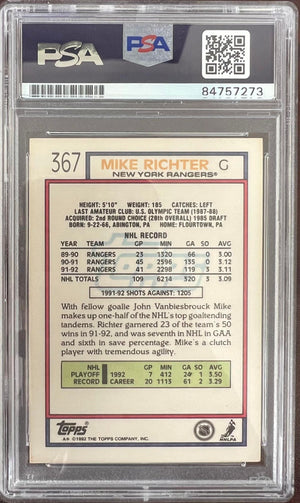 PSA
PSA
84757273
367 MIKE RICHTER G
NEW YORK RANGERS®
HEIGHT: 5'10" WEIGHT: 185 CATCHES: LEFT
LAST AMATEUR CLUB: U.S. OLYMPIC TEAM (1987-88)
ACQUIRED: 2nd ROUND CHOICE (28th OVERALL) 1985 DRAFT
BORN: 9-22-66, ABINGTON, PA HOME: FLOURTOWN, PA
NHL RECORD
YEAR TEAM GP MIN GA SO AVG
89-90 RANGERS 23 1320 66 0 3.00
90-91 RANGERS 45 2596 135 0 3.12
91-92 RANGERS 41 2298 119 3 3.11
NHL TOTALS 109 6214 320 3 3.09
1991-92 SHOTS AGAINST: 1205
With fellow goalie John Vanbiesbrouck Mike
makes up one-half of the NHL's top goaltending
tandems. Richter garnered 23 of the team's 50
wins in 91-92, and was seventh in NHL in GAA
and sixth in save percentage. Mike's a clutch
player with tremendous agility.
NHL GP MIN GA SO AVG
PLAYOFF 1992 7 412 24 1 3.50
RECORD CAREER 20 1113 61 2 3.29
Topps
©1992 THE TOPPS COMPANY, INC.
NHL
NHLPA